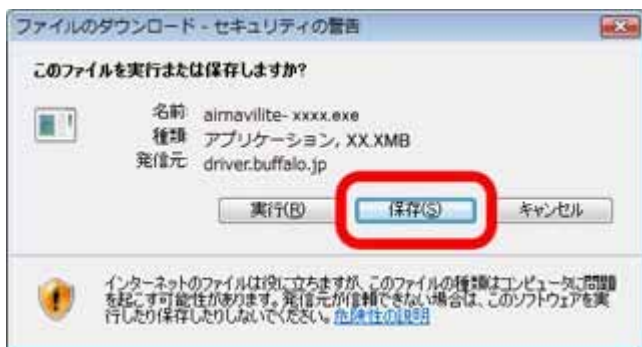 ファイルのダウンロード - セキュリティの警告
このファイルを実行または保存しますか?
名前 airnavilite-xxxx.exe
種類 アプリケーション, XX.XMB
発信元 driver.buffalo.jp
実行(R) 保存(S) キャンセル
インターネットのファイルは役に立ちますが、このファイルの種類はコンピュータに問題
を起こす可能性があります。発信元が信頼できない場合は、このソフトウェアを実
行したり保存したりしないでください。危険性の説明